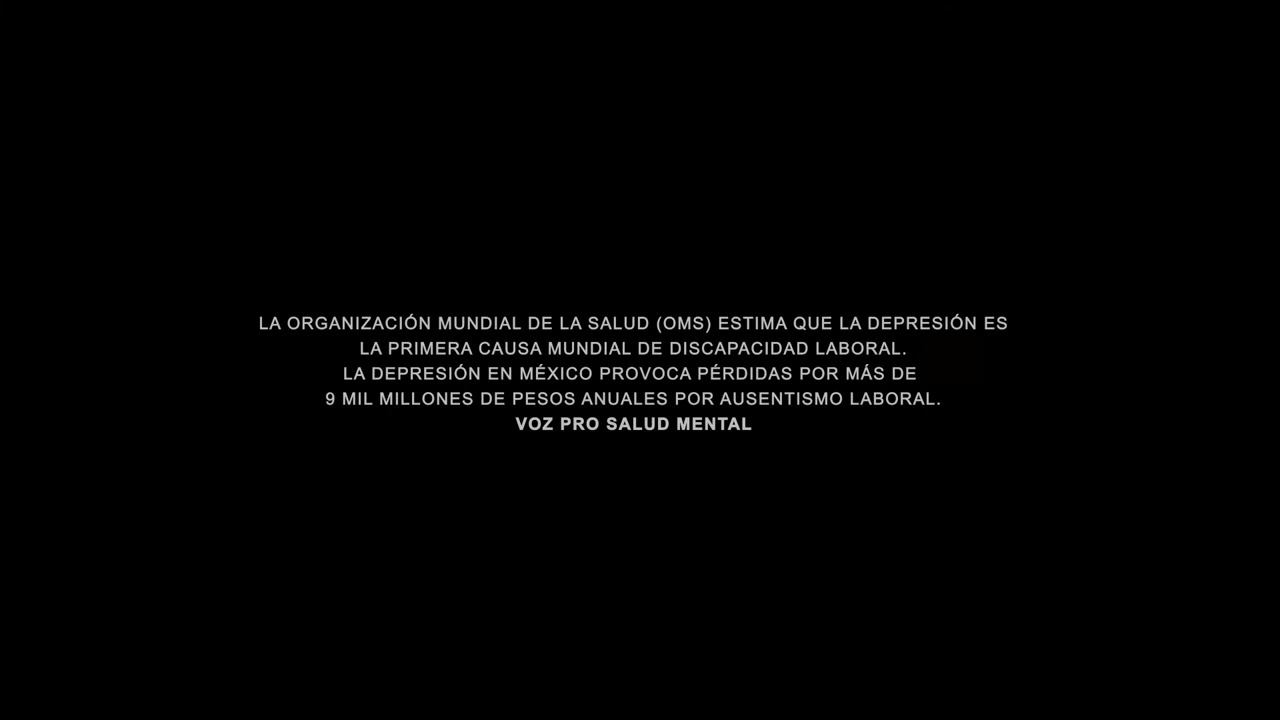 LA ORGANIZACIÓN MUNDIAL DE LA SALUD (OMS) ESTIMA QUE LA DEPRESIÓN ES
LA PRIMERA CAUSA MUNDIAL DE DISCAPACIDAD LABORAL.
LA DEPRESIÓN EN MÉXICO PROVOCA PÉRDIDAS POR MÁS DE
9 MIL MILLONES DE PESOS ANUALES POR AUSENTISMO LABORAL.
VOZ PRO SALUD MENTAL